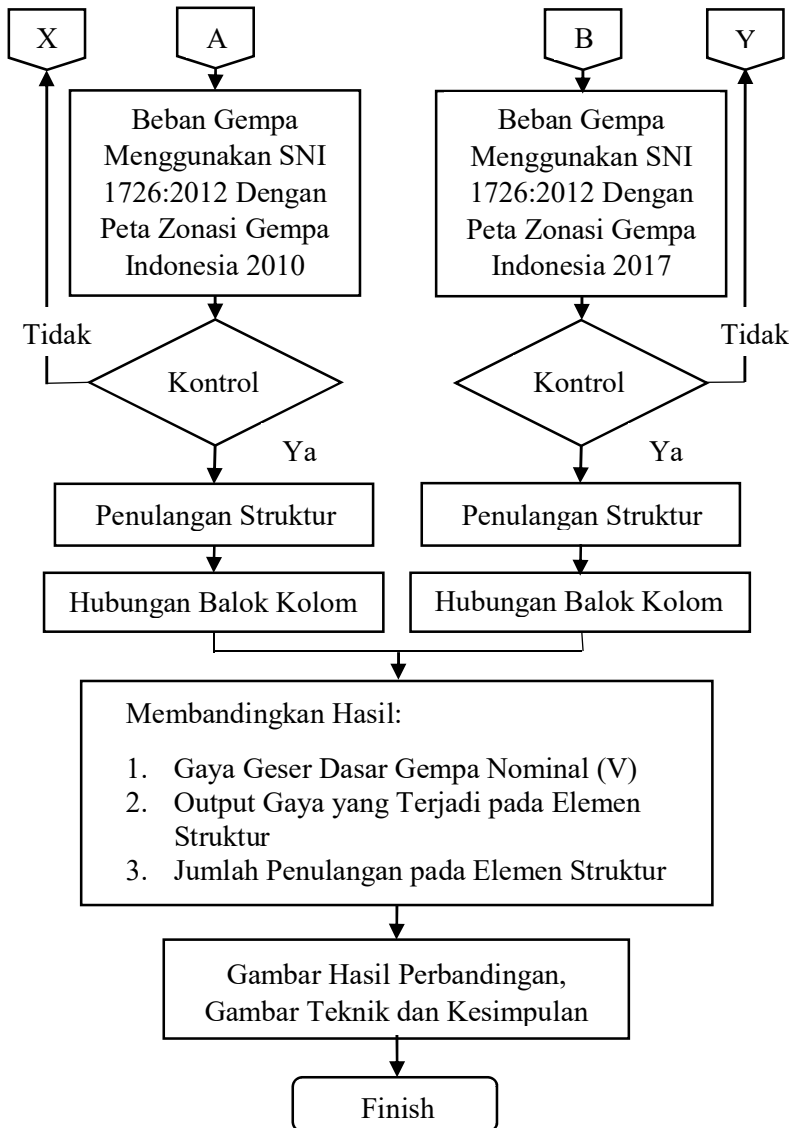 X
A
B
Y
Beban Gempa
Menggunakan SNI
1726:2012 Dengan
Peta Zonasi Gempa
Indonesia 2010
Beban Gempa
Menggunakan SNI
1726:2012 Dengan
Peta Zonasi Gempa
Indonesia 2017
Tidak
Kontrol
Ya
Kontrol
Tidak
Ya
Penulangan Struktur
Penulangan Struktur
Hubungan Balok Kolom
Hubungan Balok Kolom
Membandingkan Hasil:
1. Gaya Geser Dasar Gempa Nominal (V)
2. Output Gaya yang Terjadi pada Elemen
Struktur
3. Jumlah Penulangan pada Elemen Struktur
Gambar Hasil Perbandingan,
Gambar Teknik dan Kesimpulan
Finish